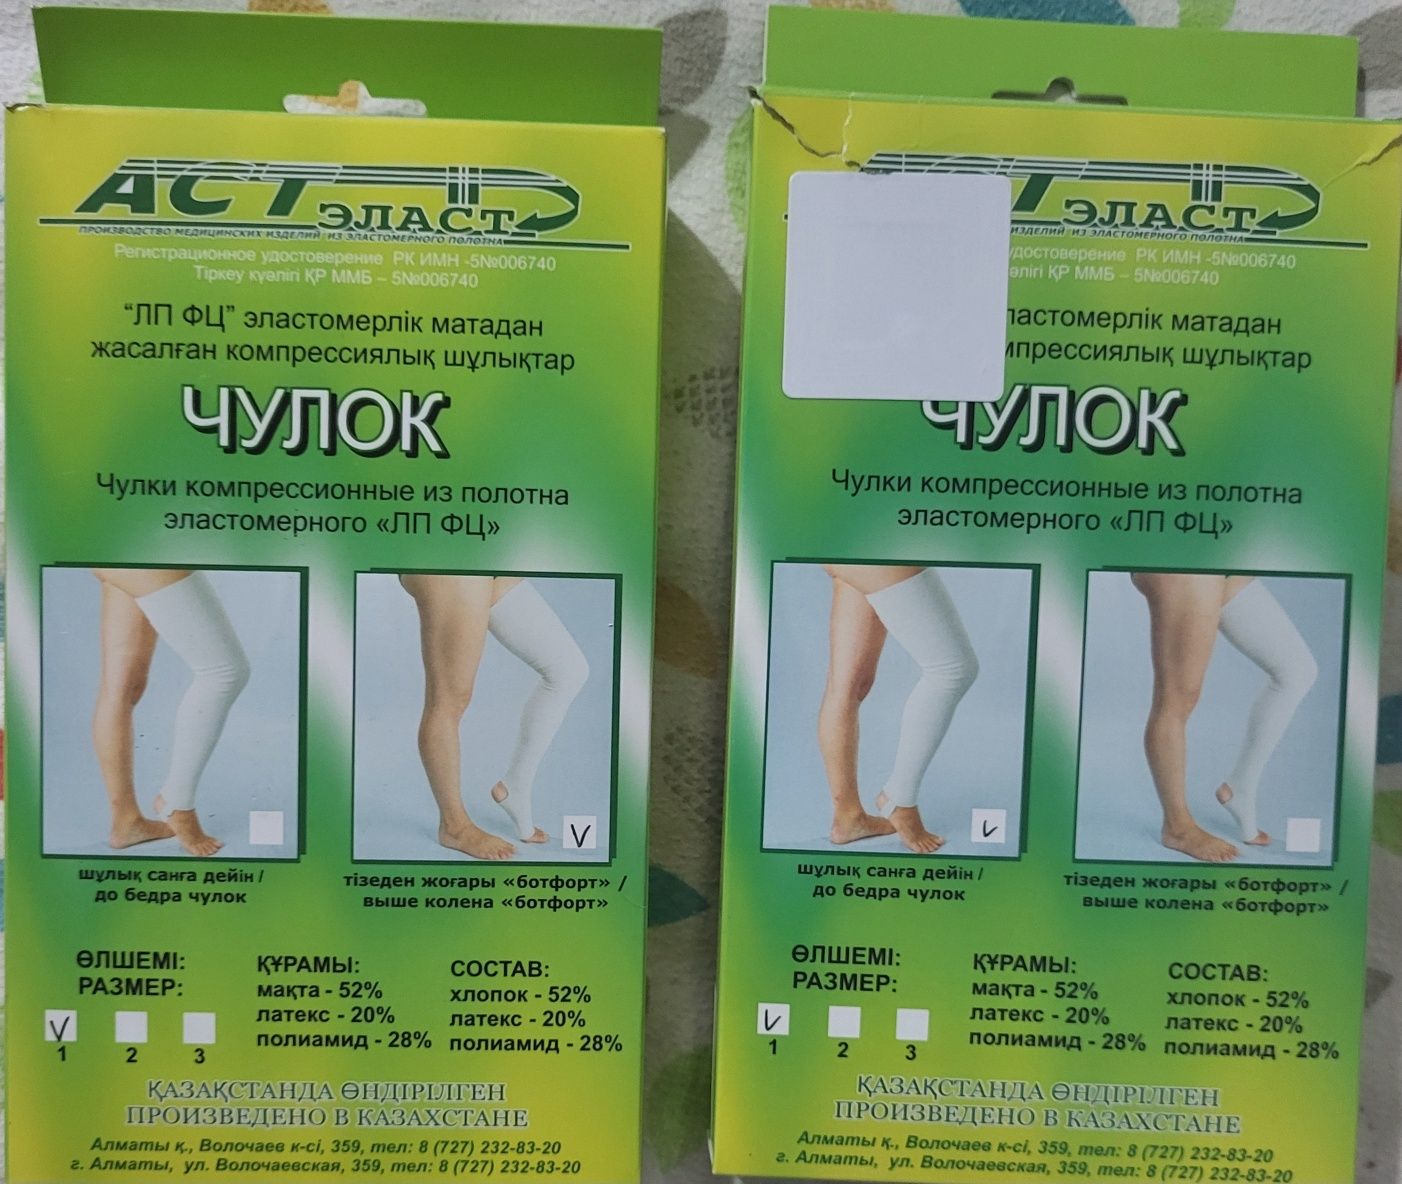 АСТ ЭЛАСТ
ПРОИЗВОДСТВО МЕДИЦИНСКИХ ИЗДЕЛИЙ ИЗ ЭЛАСТОМЕРНОГО ПОЛОТНА
Регистрационное удостоверение РК ИМН -5№006740
Тіркеу куәлігі ҚР ММБ – 5№006740
"ЛП ФЦ" эластомерлік матадан
жасалған компрессиялық шұлықтар
ЧУЛОК
Чулки компрессионные из полотна
эластомерного «ЛП ФЦ»
V
шұлық санға дейін /
до бедра чулок
тізеден жоғары «ботфорт» /
выше колена «ботфорт»
ӨЛШЕМІ:
РАЗМЕР:
V
1 2 3
ҚҰРАМЫ:
мақта - 52%
латекс - 20%
полиамид - 28%
СОСТАВ:
хлопок - 52%
латекс - 20%
полиамид - 28%
ҚАЗАҚСТАНДА ӨНДІРІЛГЕН
ПРОИЗВЕДЕНО В КАЗАХСТАНЕ
Алматы қ., Волочаев к-сі, 359, тел: 8 (727) 232-83-20
г. Алматы, ул. Волочаевская, 359, тел: 8 (727) 232-83-20
СТ ЭЛАСТ
ИЗДЕЛИЙ ИЗ ЭЛАСТОМЕРНОГО ПОЛОТНА
удостоверение РК ИМН -5№006740
әлігі ҚР ММБ – 5№006740
ластомерлік матадан
мпрессиялық шұлықтар
ЧУЛОК
Чулки компрессионные из полотна
эластомерного «ЛП ФЦ»
V
шұлық санға дейін /
до бедра чулок
тізеден жоғары «ботфорт» /
выше колена «ботфорт»
ӨЛШЕМІ:
РАЗМЕР:
V
1 2 3
ҚҰРАМЫ:
мақта - 52%
латекс - 20%
полиамид - 28%
СОСТАВ:
хлопок - 52%
латекс - 20%
полиамид - 28%
ҚАЗАҚСТАНДА ӨНДІРІЛГЕН
ПРОИЗВЕДЕНО В КАЗАХСТАНЕ
Алматы қ., Волочаев к-сі, 359, тел: 8 (727) 232-83-20
г. Алматы, ул. Волочаевская, 359, тел: 8 (727) 232-83-20